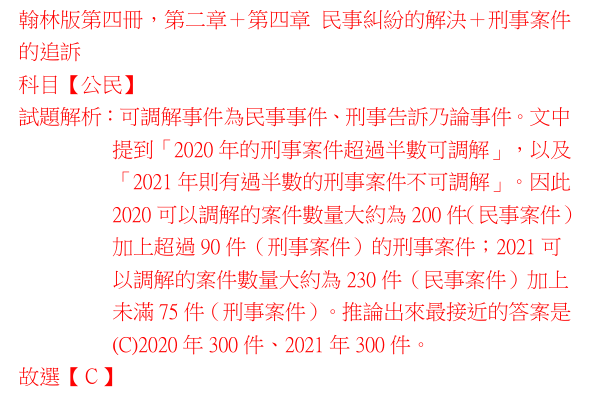 翰林版第四冊，第二章＋第四章 民事糾紛的解決＋刑事案件
的追訴
科目【公民】
試題解析：可調解事件為民事事件、刑事告訴乃論事件。文中
提到「2020 年的刑事案件超過半數可調解」，以及
「2021 年則有過半數的刑事案件不可調解」。因此
2020 可以調解的案件數量大約為 200 件（民事案件）
加上超過 90 件（刑事案件）的刑事案件；2021 可
以調解的案件數量大約為 230 件（民事案件）加上
未滿 75 件（刑事案件）。推論出來最接近的答案是
(C)2020 年 300 件、2021 年 300 件。
故選【 C 】